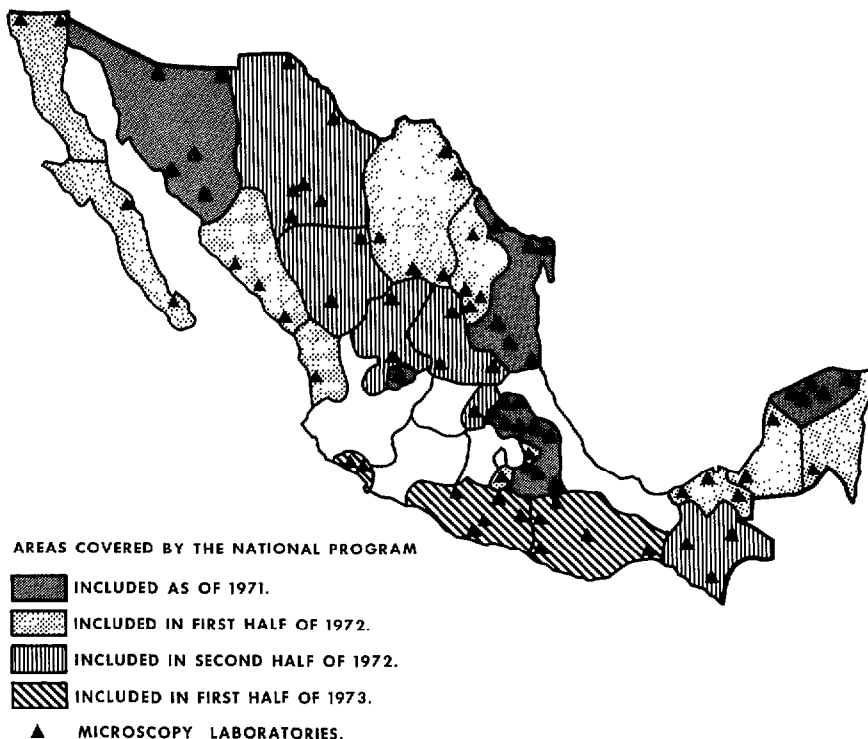 AREAS COVERED BY THE NATIONAL PROGRAM
INCLUDED AS OF 1971.
INCLUDED IN FIRST HALF OF 1972.
INCLUDED IN SECOND HALF OF 1972.
INCLUDED IN FIRST HALF OF 1973.
MICROSCOPY LABORATORIES.